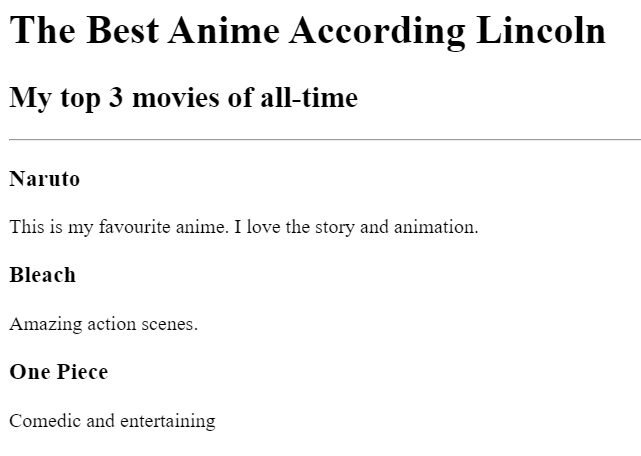 The Best Anime According Lincoln
My top 3 movies of all-time
Naruto
This is my favourite anime. I love the story and animation.
Bleach
Amazing action scenes.
One Piece
Comedic and entertaining